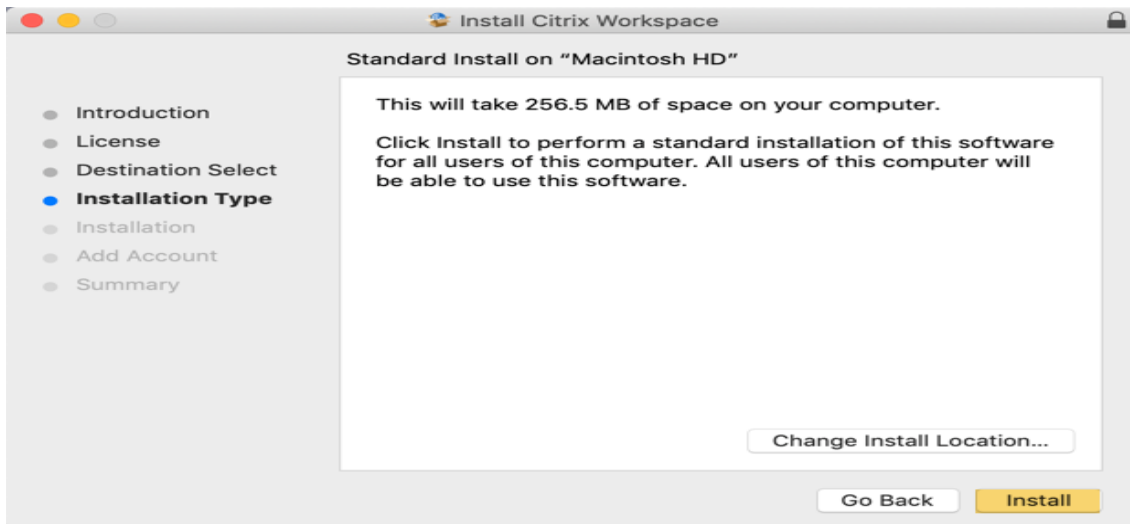 Install Citrix Workspace
Standard Install on “Macintosh HD”
Introduction
License
Destination Select
Installation Type
Installation
Add Account
Summary
This will take 256.5 MB of space on your computer.
Click Install to perform a standard installation of this software
for all users of this computer. All users of this computer will
be able to use this software.
Change Install Location...
Go Back
Install